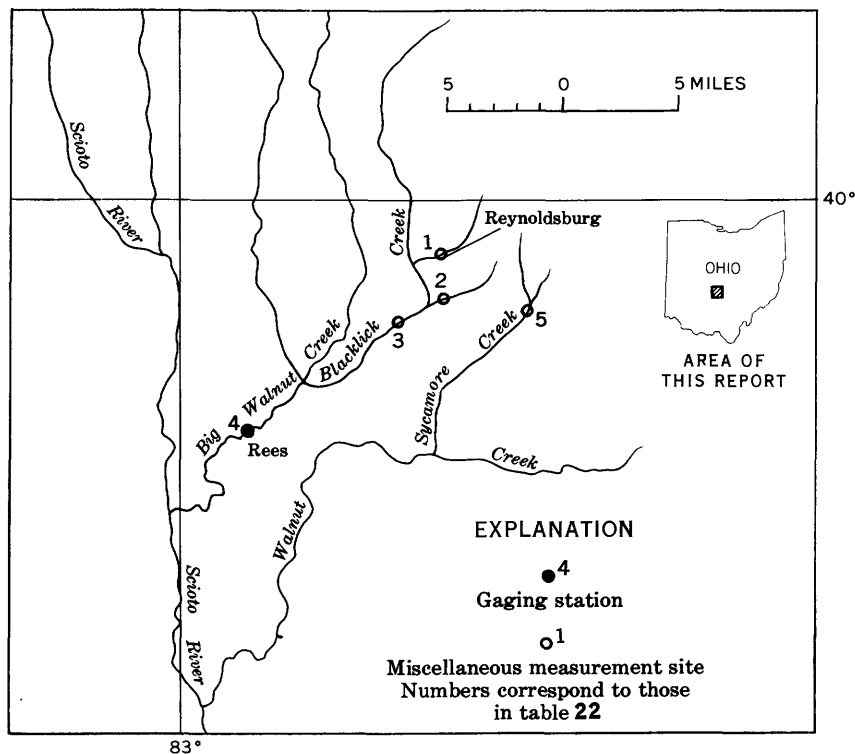 5 0 5 MILES
Scioto
River
40°
Creek
Reynoldsburg
1
2
3
5
OHIO
AREA OF
THIS REPORT
Creek
Blacklick
Creek
Walnut
Big
4
Rees
Sycamore
Creek
Walnut
EXPLANATION
4
Gaging station
1
Miscellaneous measurement site
Numbers correspond to those
in table 22
Scioto
River
83°